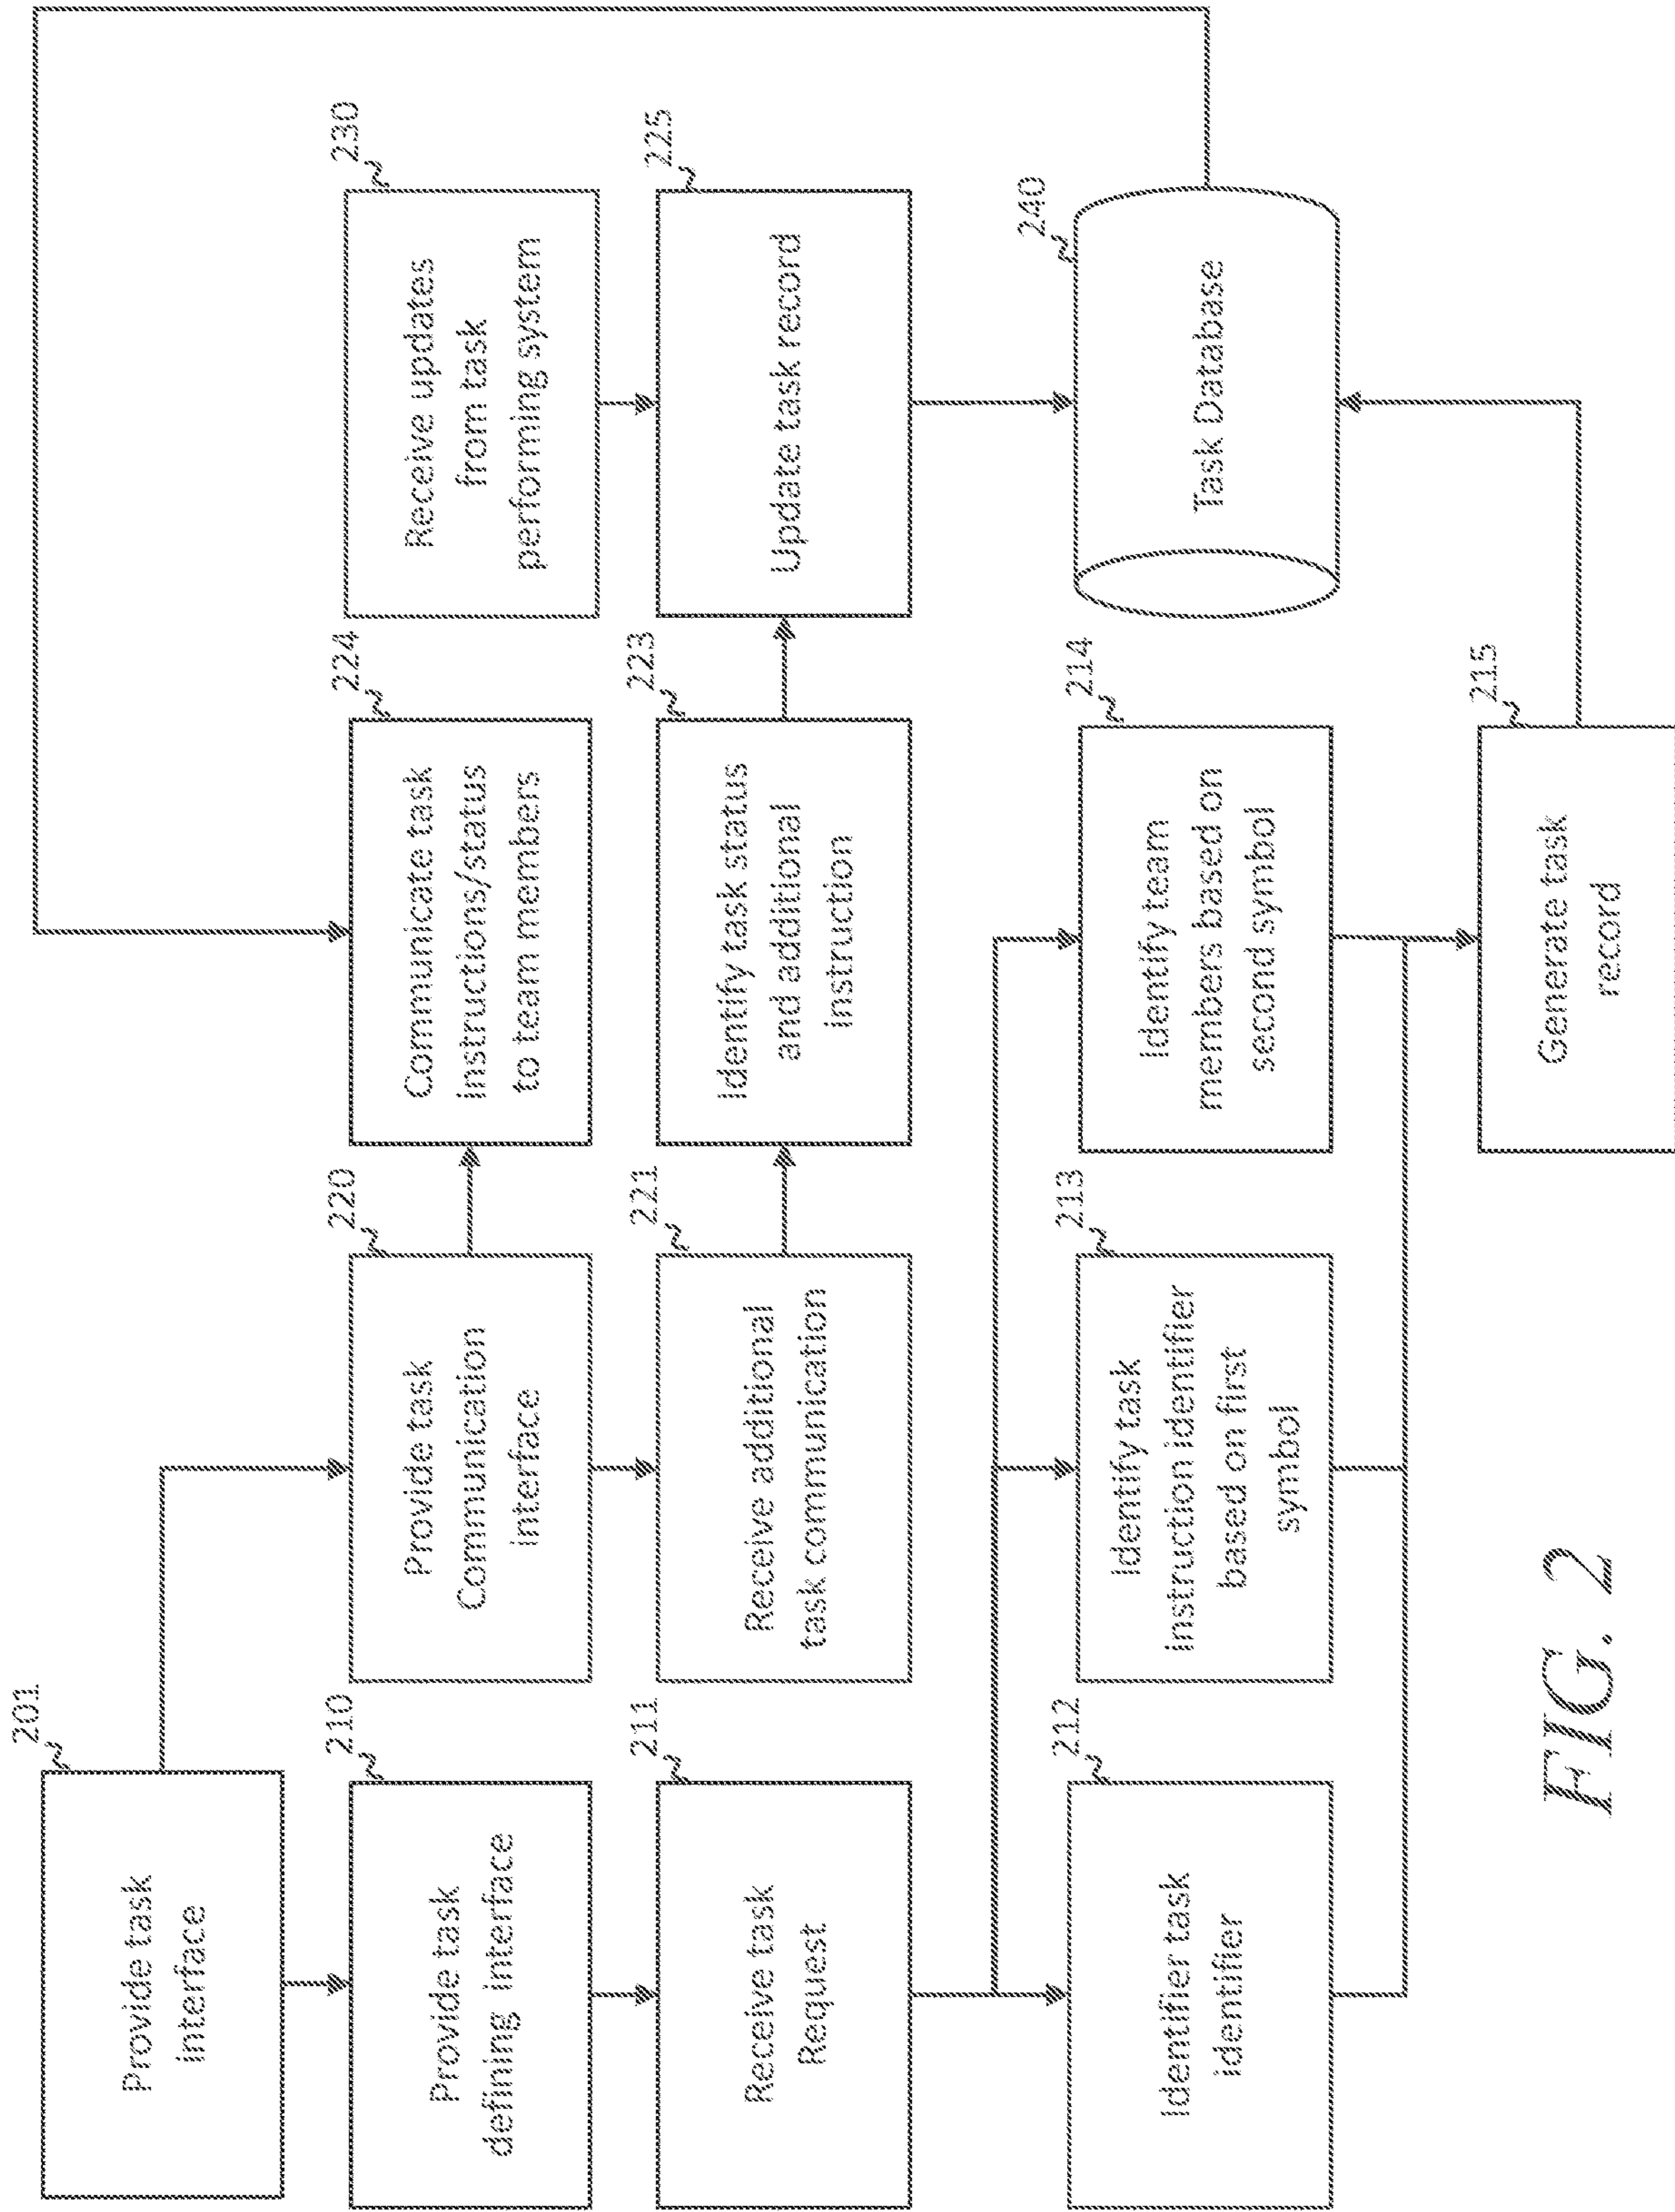 201
Provide task
interface
210
Provide task
defining interface
220
Provide task
Communication
interface
224
Communicate task
instructions/status
to team members
230
Receive updates
from task
performing system
211
Receive task
Request
221
Receive additional
task communication
223
Identify task status
and additional
instruction
225
Update task record
212
Identifier task
identifier
213
Identify task
instruction identifier
based on first
symbol
214
Identify team
members based on
second symbol
240
Task Database
215
Generate task
record
FIG. 2